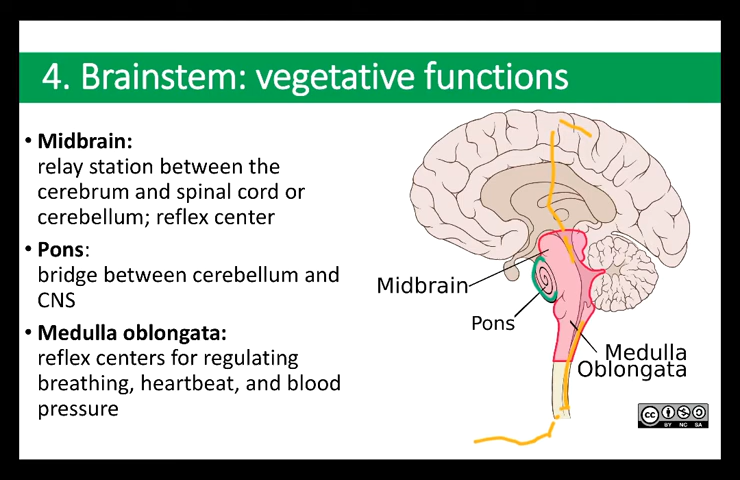 4. Brainstem: vegetative functions
• Midbrain:
relay station between the
cerebrum and spinal cord or
cerebellum; reflex center
• Pons:
bridge between cerebellum and
CNS
• Medulla oblongata:
reflex centers for regulating
breathing, heartbeat, and blood
pressure
Midbrain
Pons
Medulla
Oblongata
cc
BY NC SA